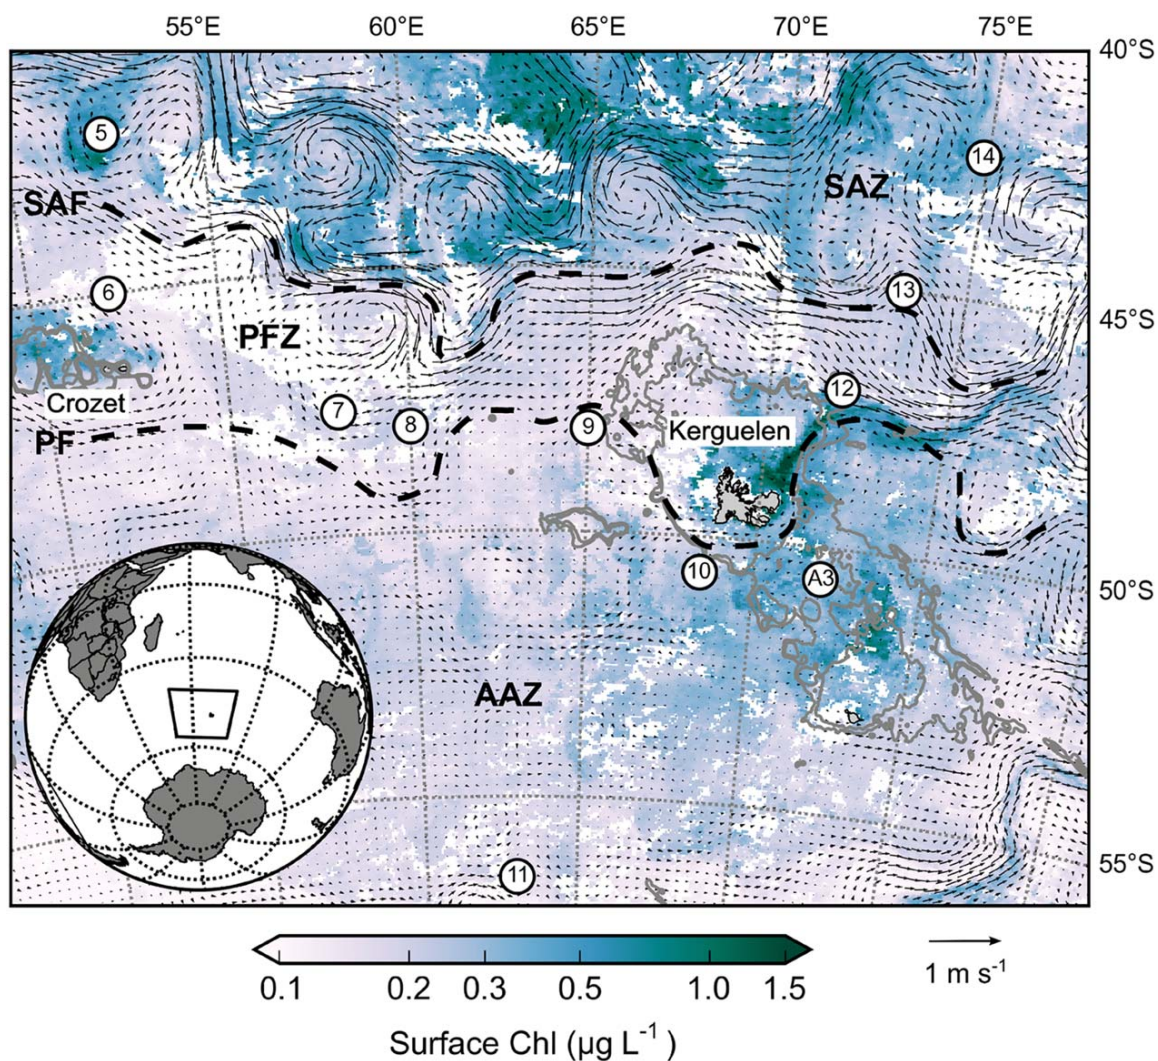 55°E 60°E 65°E 70°E 75°E
40°S
5
14
SAZ
SAF
6
13
45°S
PFZ
Crozet
7
8
9
12
PF
Kerguelen
10
A3
50°S
AAZ
11
55°S
0.1 0.2 0.3 0.5 1.0 1.5
1 m s⁻¹
Surface Chl (µg L⁻¹)